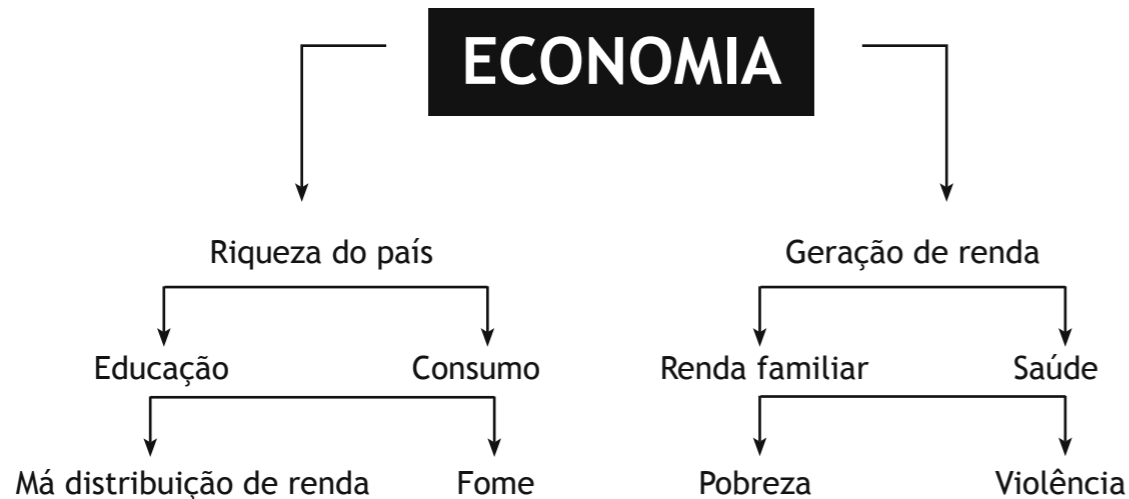 ECONOMIA
Riqueza do país Geração de renda
Educação Consumo Renda familiar Saúde
Má distribuição de renda Fome Pobreza Violência